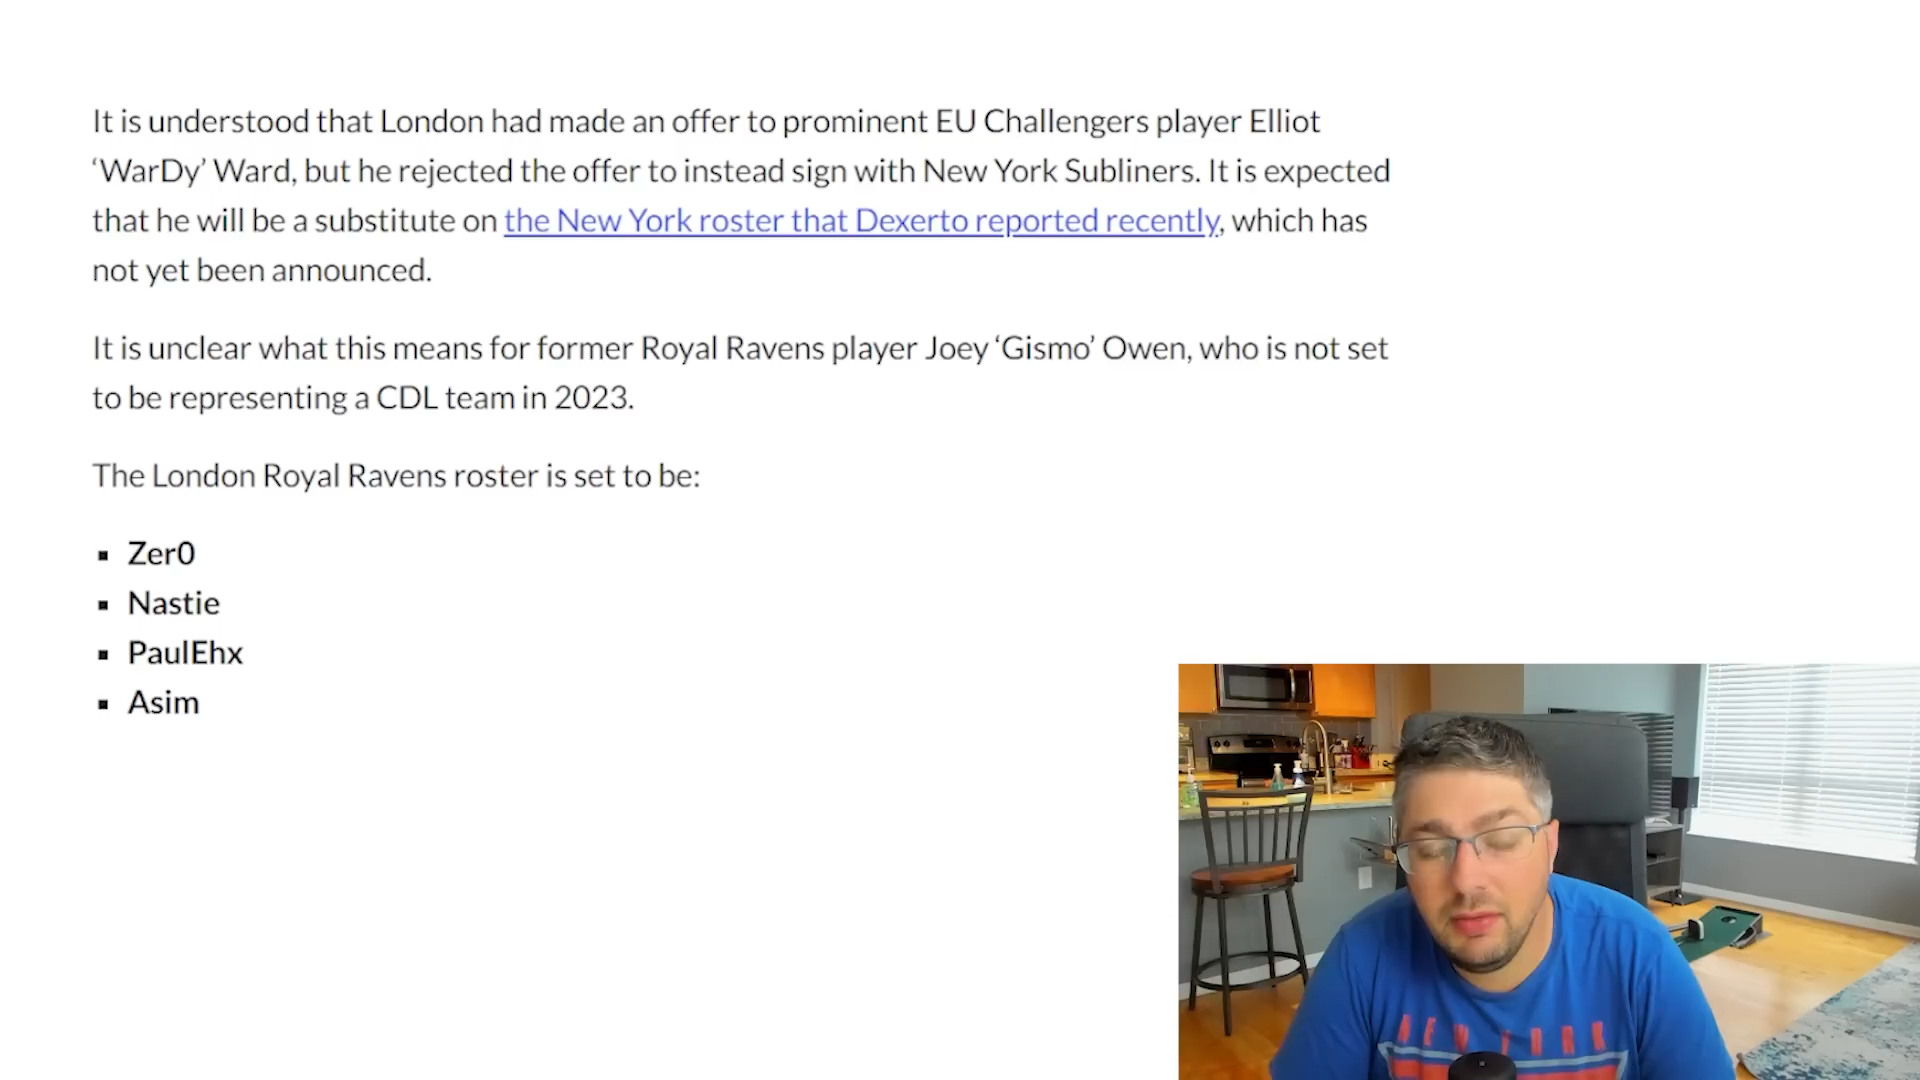 It is understood that London had made an offer to prominent EU Challengers player Elliot
‘WarDy’ Ward, but he rejected the offer to instead sign with New York Subliners. It is expected
that he will be a substitute on the New York roster that Dexerto reported recently, which has
not yet been announced.
It is unclear what this means for former Royal Ravens player Joey ‘Gismo’ Owen, who is not set
to be representing a CDL team in 2023.
The London Royal Ravens roster is set to be:
▪ Zer0
▪ Nastie
▪ PaulEhx
▪ Asim
NEW YORK